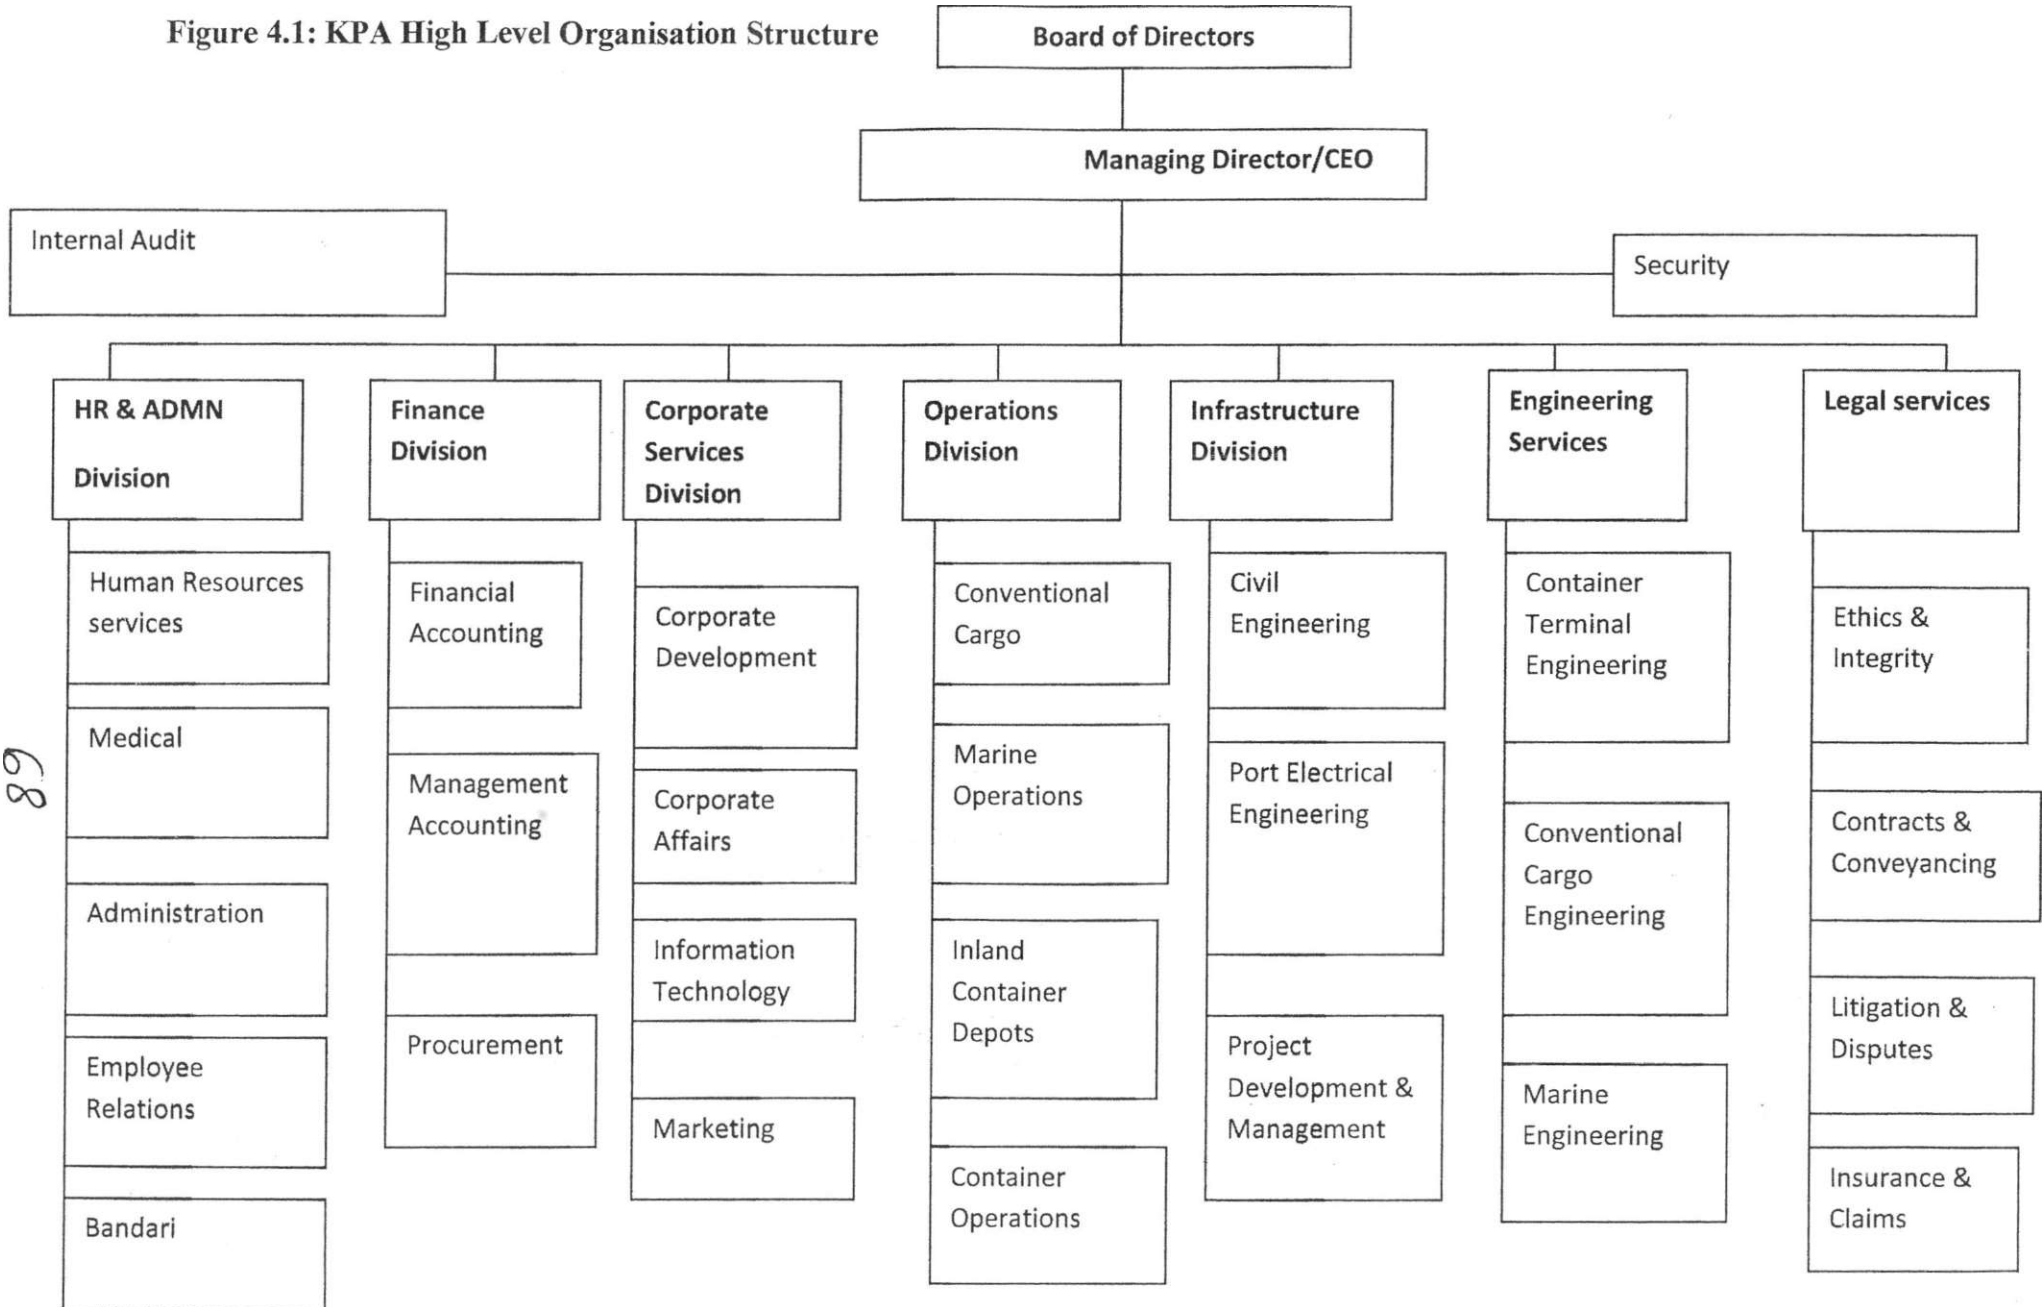 Figure 4.1: KPA High Level Organisation Structure
Board of Directors
Managing Director/CEO
Internal Audit
Security
HR & ADMN
Division
Finance
Division
Corporate
Services
Division
Operations
Division
Infrastructure
Division
Engineering
Services
Legal services
Human Resources
services
Medical
Administration
Employee
Relations
Bandari
Financial
Accounting
Management
Accounting
Procurement
Corporate
Development
Corporate
Affairs
Information
Technology
Marketing
Conventional
Cargo
Marine
Operations
Inland
Container
Depots
Container
Operations
Civil
Engineering
Port Electrical
Engineering
Project
Development &
Management
Container
Terminal
Engineering
Conventional
Cargo
Engineering
Marine
Engineering
Ethics &
Integrity
Contracts &
Conveyancing
Litigation &
Disputes
Insurance &
Claims
89